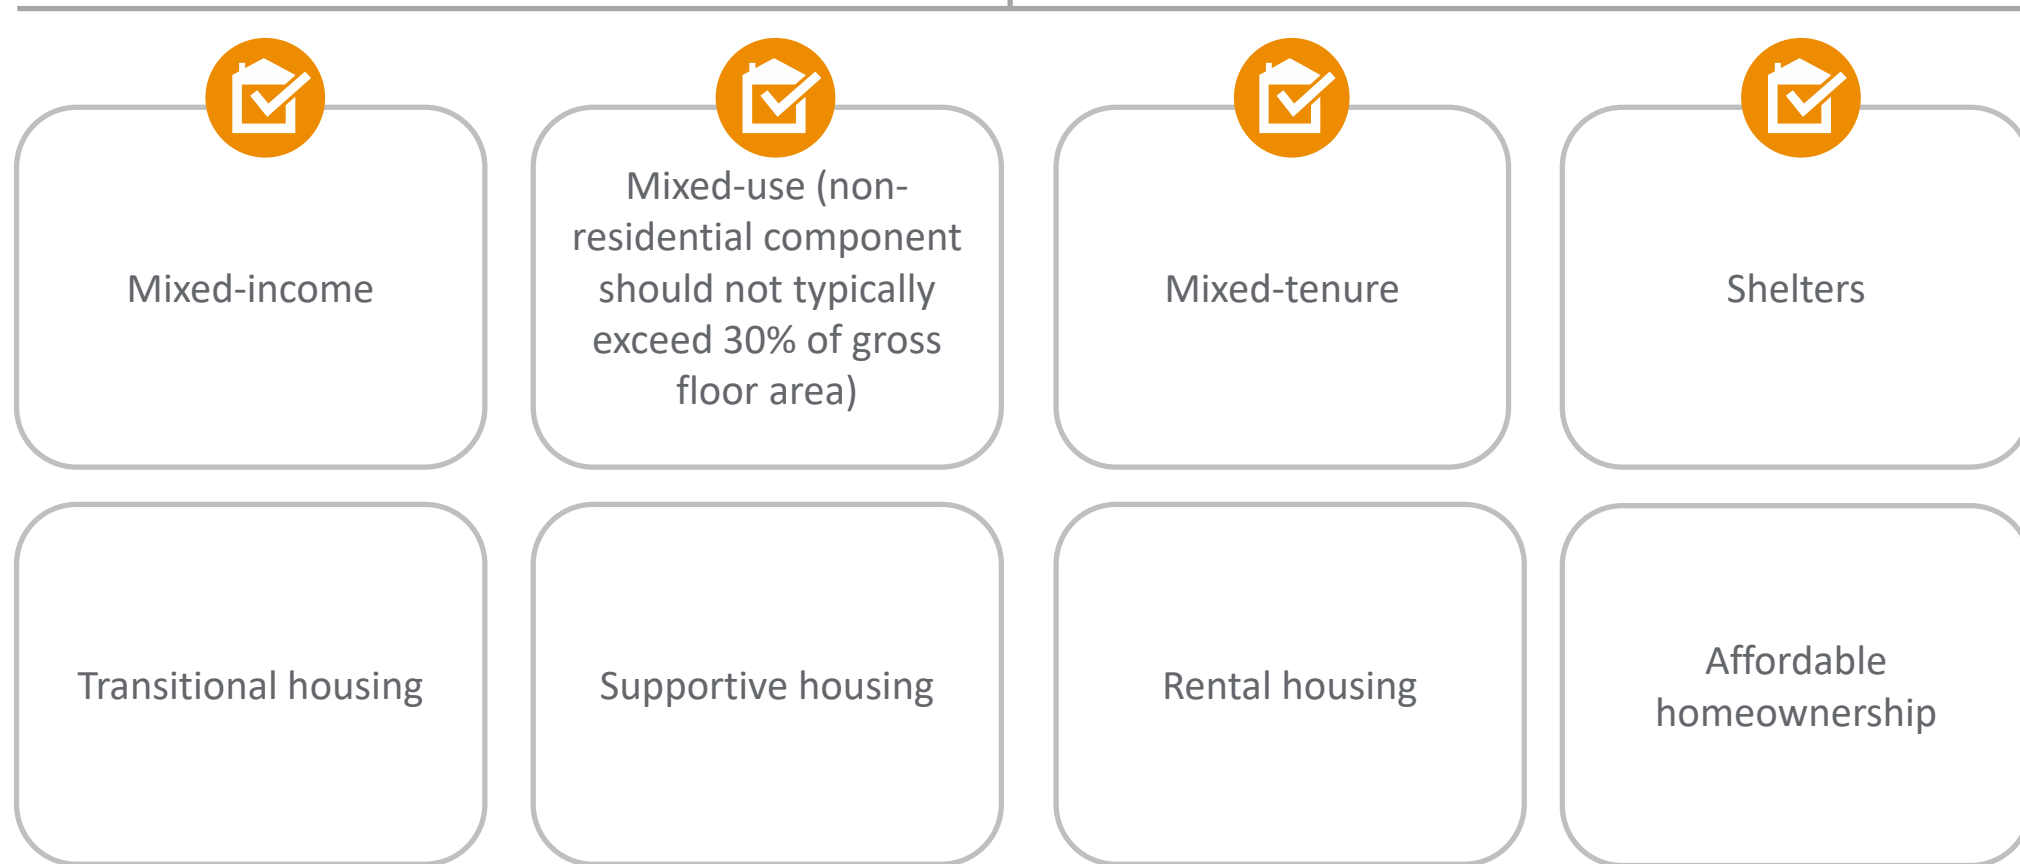 Mixed-income
Mixed-use (non-
residential component
should not typically
exceed 30% of gross
floor area)
Mixed-tenure
Shelters
Transitional housing
Supportive housing
Rental housing
Affordable
homeownership